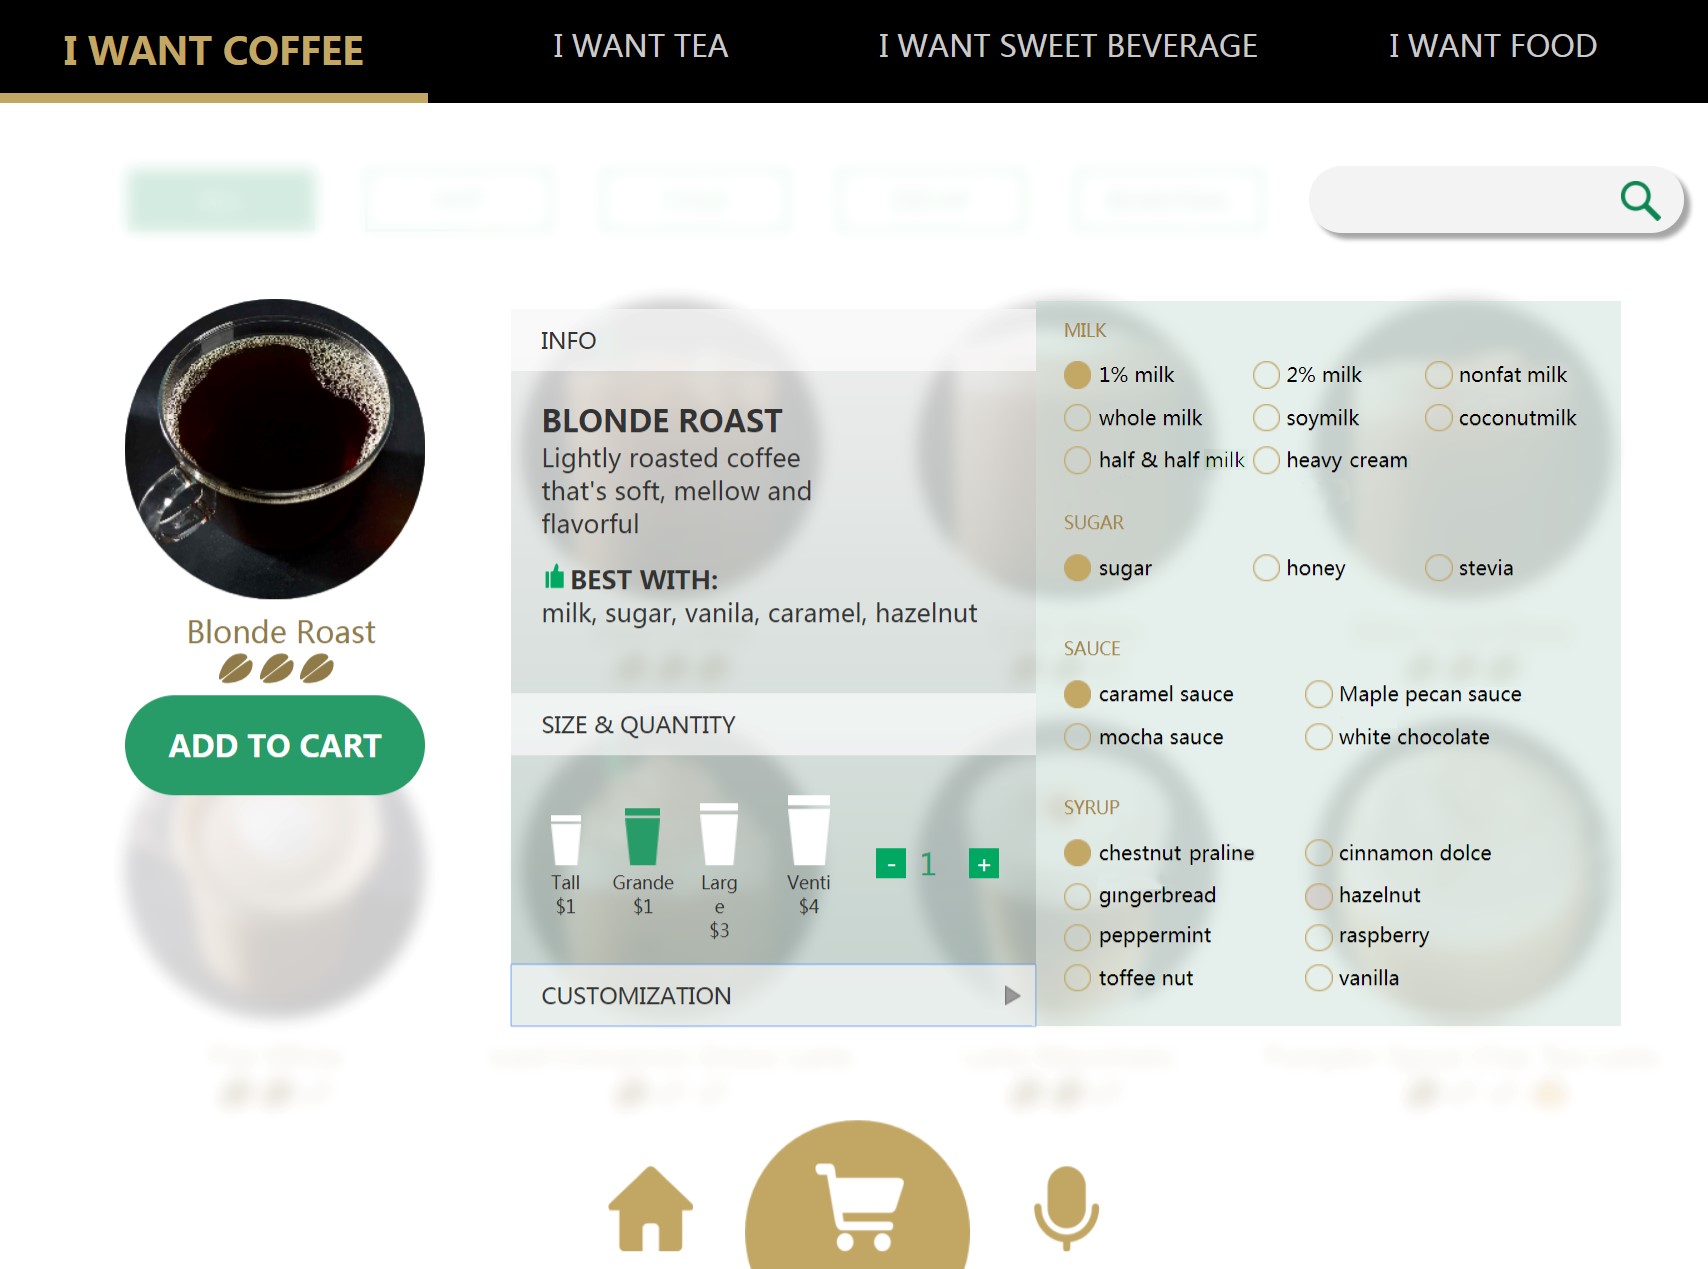 I WANT COFFEE
I WANT TEA
I WANT SWEET BEVERAGE
I WANT FOOD
Blonde Roast
ADD TO CART
INFO
BLONDE ROAST
Lightly roasted coffee
that's soft, mellow and
flavorful
BEST WITH:
milk, sugar, vanila, caramel, hazelnut
SIZE & QUANTITY
Tall
$1
Grande
$1
Larg
e
$3
Venti
$4
- 1 +
CUSTOMIZATION
MILK
1% milk 2% milk nonfat milk
whole milk soymilk coconutmilk
half & half milk heavy cream
SUGAR
sugar honey stevia
SAUCE
caramel sauce Maple pecan sauce
mocha sauce white chocolate
SYRUP
chestnut praline cinnamon dolce
gingerbread hazelnut
peppermint raspberry
toffee nut vanilla